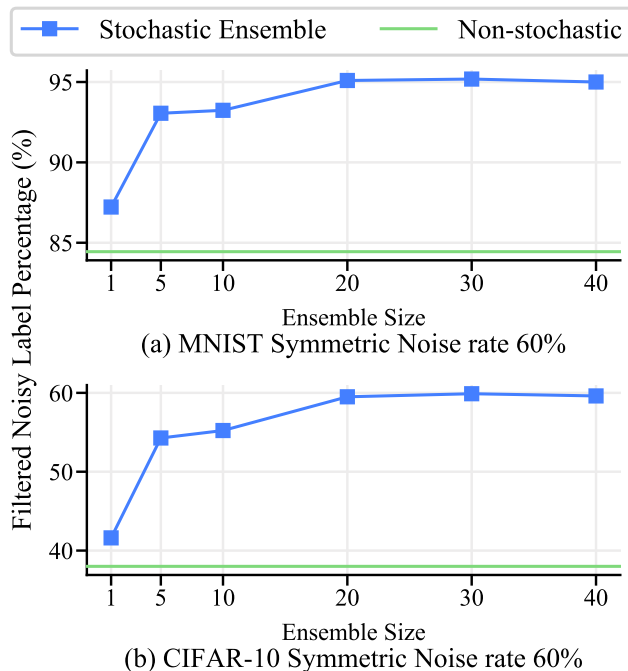 Stochastic Ensemble Non-stochastic
Filtered Noisy Label Percentage (%)
95
90
85
1 5 10 20 30 40
Ensemble Size
(a) MNIST Symmetric Noise rate 60%
60
50
40
1 5 10 20 30 40
Ensemble Size
(b) CIFAR-10 Symmetric Noise rate 60%